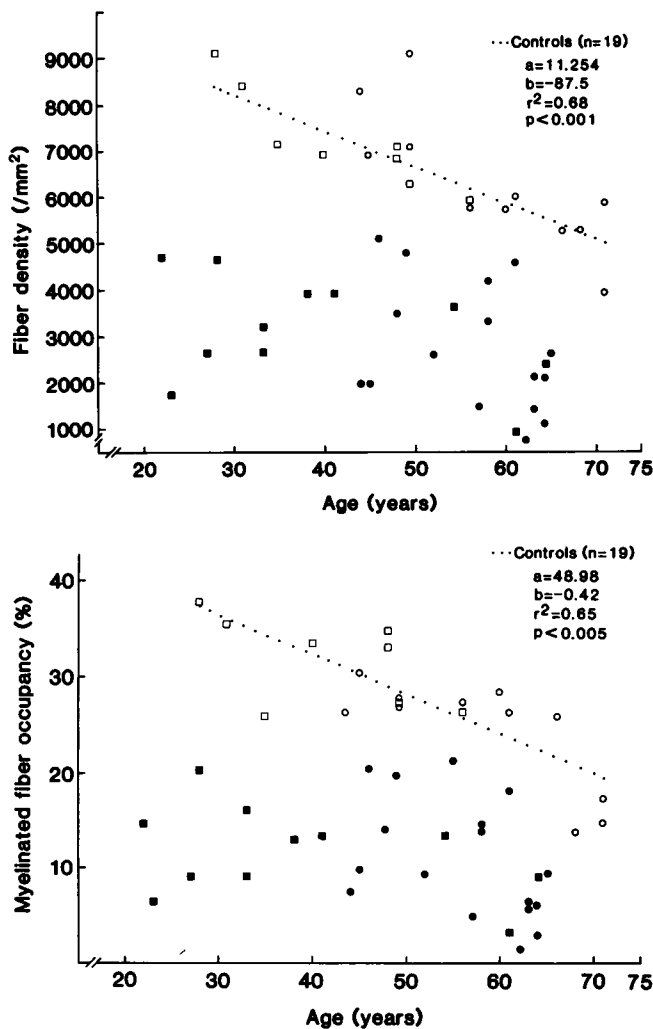 Fiber density (/mm²)
9000
8000
7000
6000
5000
4000
3000
2000
1000
20 30 40 50 60 70 75
Age (years)
····Controls (n=19)
a=11.254
b=-87.5
r²=0.68
p<0.001
Myelinated fiber occupancy (%)
40
30
20
10
20 30 40 50 60 70 75
Age (years)
····Controls (n=19)
a=48.98
b=-0.42
r²=0.65
p<0.005